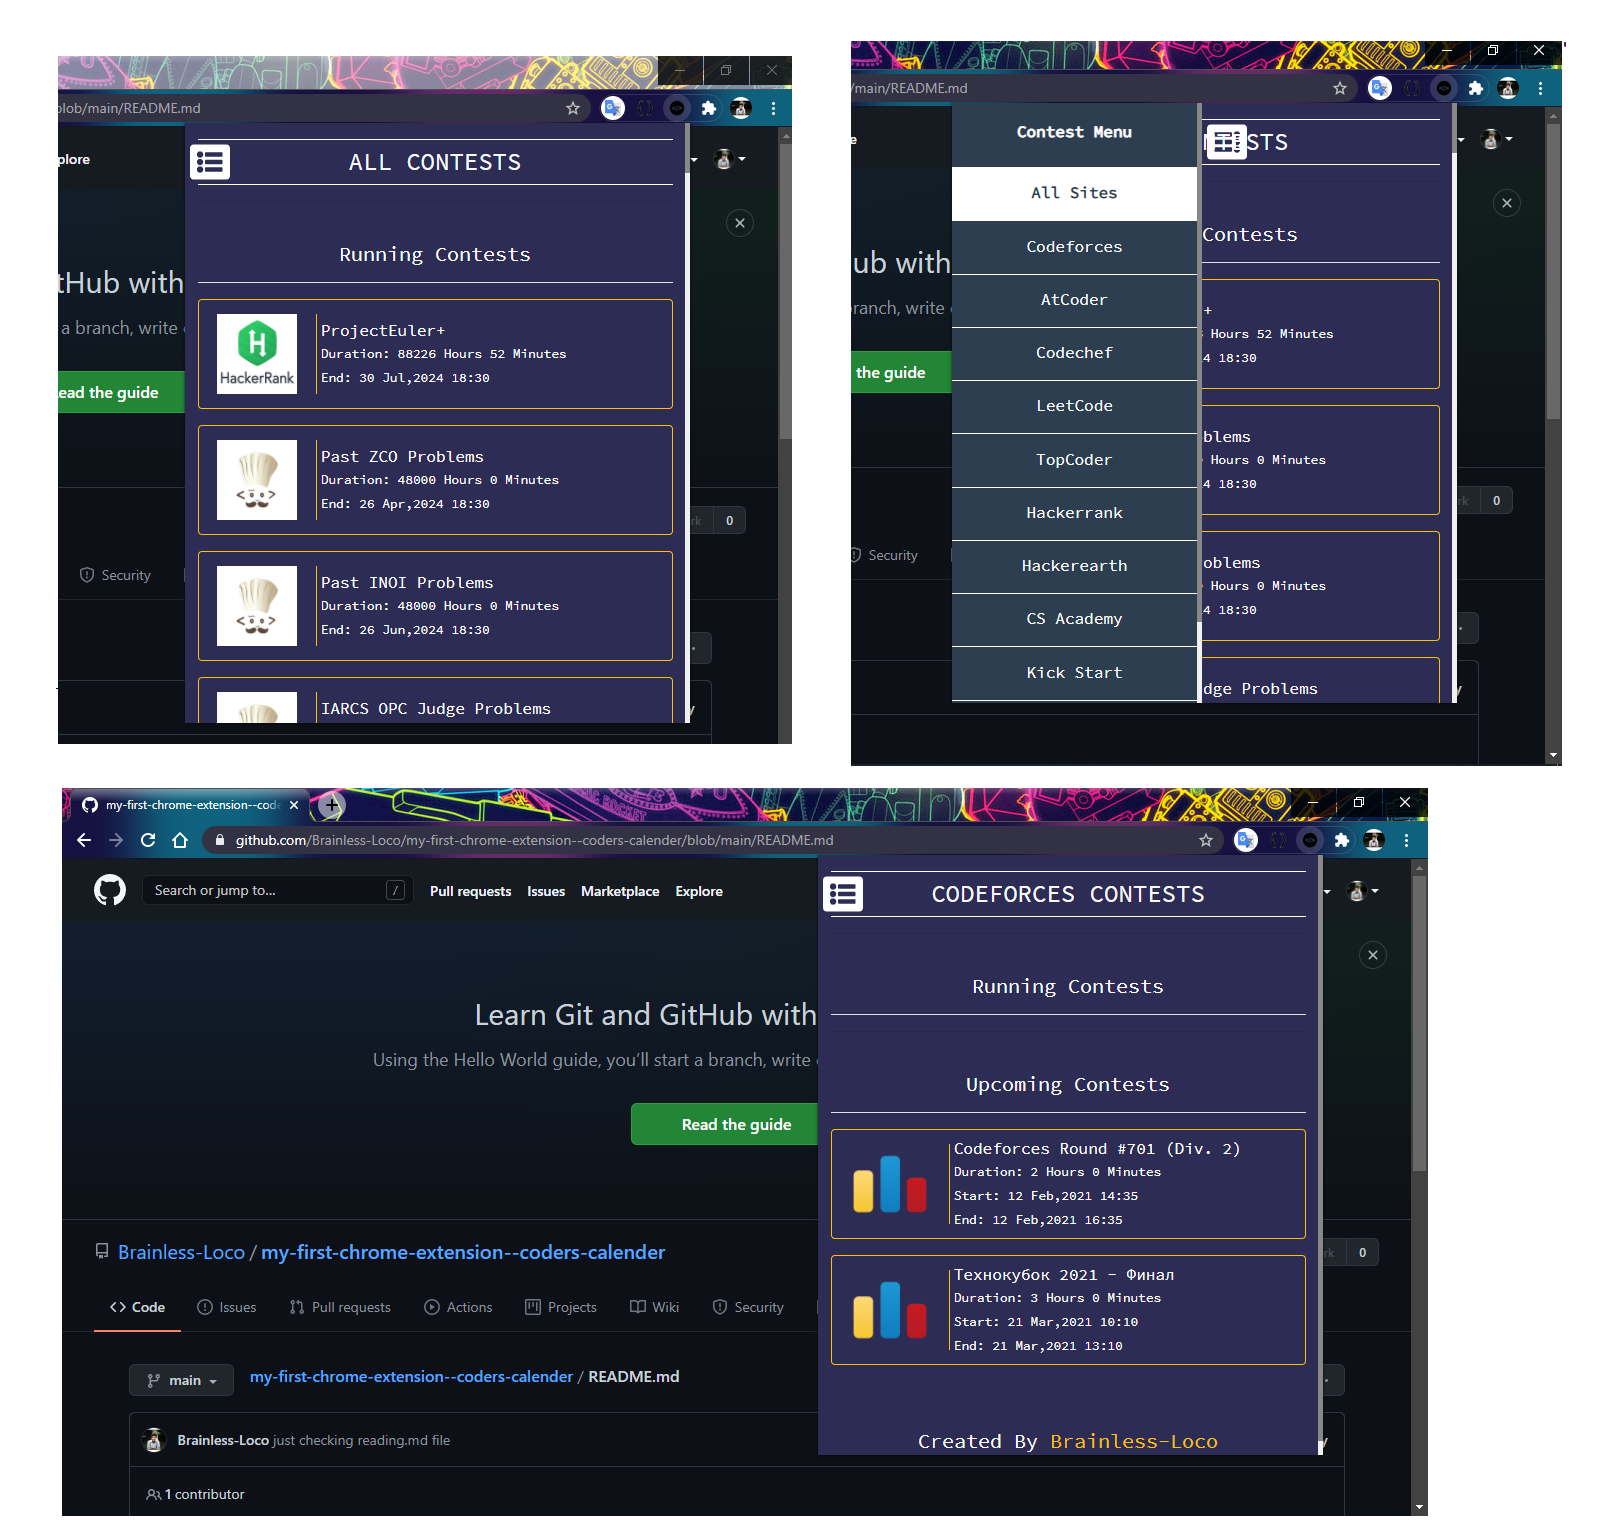 blob/main/README.md
plore
ALL CONTESTS
Running Contests
tHub with
a branch, write
ead the guide
HackerRank
ProjectEuler+
Duration: 88226 Hours 52 Minutes
End: 30 Jul,2024 18:30
Past ZCO Problems
Duration: 48000 Hours 0 Minutes
End: 26 Apr,2024 18:30
rk 0
Security
Past INOI Problems
Duration: 48000 Hours 0 Minutes
End: 26 Jun,2024 18:30
IARCS OPC Judge Problems
y
/main/README.md
e
Contest Menu
All Sites
Codeforces
AtCoder
Codechef
LeetCode
TopCoder
Hackerrank
Hackerearth
CS Academy
Kick Start
NTESTS
Contests
ub with
ranch, write
the guide
+
Hours 52 Minutes
4 18:30
blems
Hours 0 Minutes
4 18:30
rk 0
Security
oblems
Hours 0 Minutes
4 18:30
dge Problems
y
my-first-chrome-extension--code
github.com/Brainless-Loco/my-first-chrome-extension--coders-calender/blob/main/README.md
Search or jump to... /
Pull requests Issues Marketplace Explore
CODEFORCES CONTESTS
Running Contests
Learn Git and GitHub with
Using the Hello World guide, you’ll start a branch, write
Read the guide
Upcoming Contests
Codeforces Round #701 (Div. 2)
Duration: 2 Hours 0 Minutes
Start: 12 Feb,2021 14:35
End: 12 Feb,2021 16:35
Технокубок 2021 - Финал
Duration: 3 Hours 0 Minutes
Start: 21 Mar,2021 10:10
End: 21 Mar,2021 13:10
Created By Brainless-Loco
Brainless-Loco / my-first-chrome-extension--coders-calender
rk 0
Code Issues Pull requests Actions Projects Wiki Security
main my-first-chrome-extension--coders-calender / README.md
Brainless-Loco just checking reading.md file
y
1 contributor